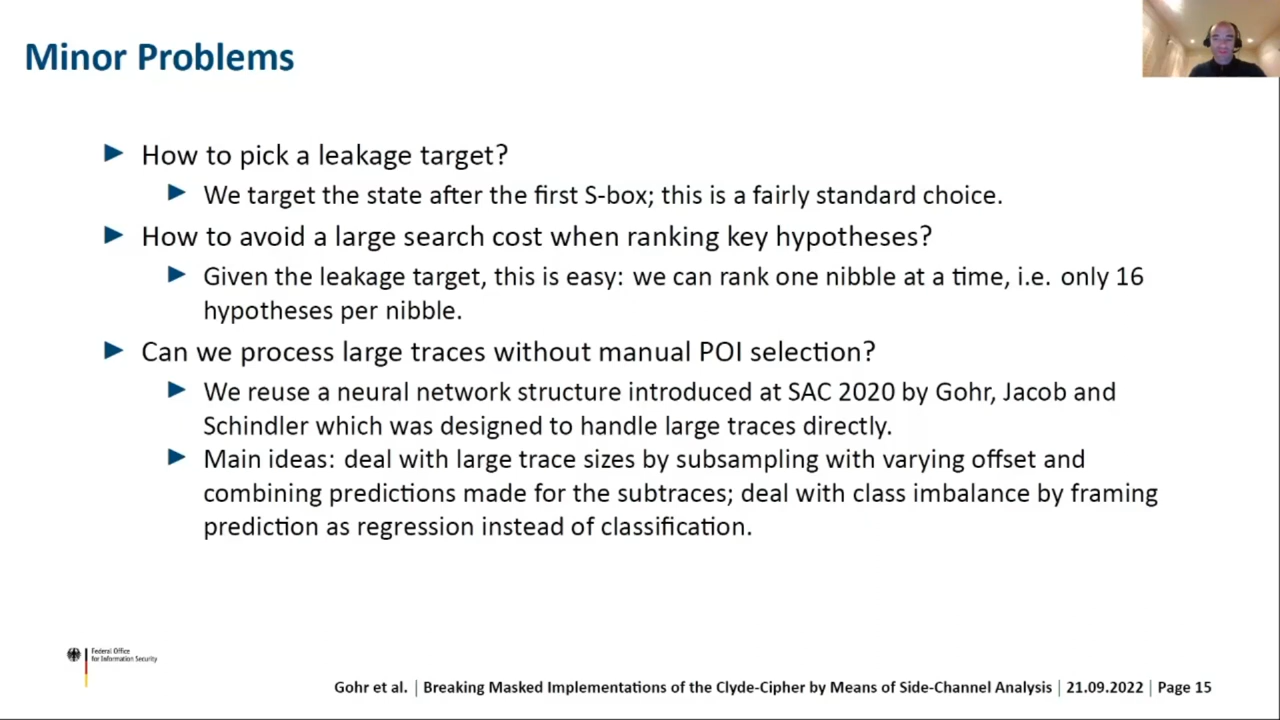 Minor Problems
How to pick a leakage target?
We target the state after the first S-box; this is a fairly standard choice.
How to avoid a large search cost when ranking key hypotheses?
Given the leakage target, this is easy: we can rank one nibble at a time, i.e. only 16
hypotheses per nibble.
Can we process large traces without manual POI selection?
We reuse a neural network structure introduced at SAC 2020 by Gohr, Jacob and
Schindler which was designed to handle large traces directly.
Main ideas: deal with large trace sizes by subsampling with varying offset and
combining predictions made for the subtraces; deal with class imbalance by framing
prediction as regression instead of classification.
Federal Office
for Information Security
Gohr et al. | Breaking Masked Implementations of the Clyde-Cipher by Means of Side-Channel Analysis | 21.09.2022 | Page 15